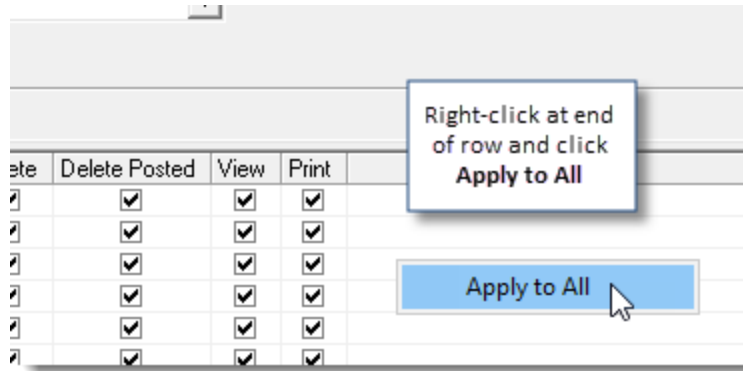 Right-click at end
of row and click
Apply to All
ete Delete Posted View Print
Apply to All